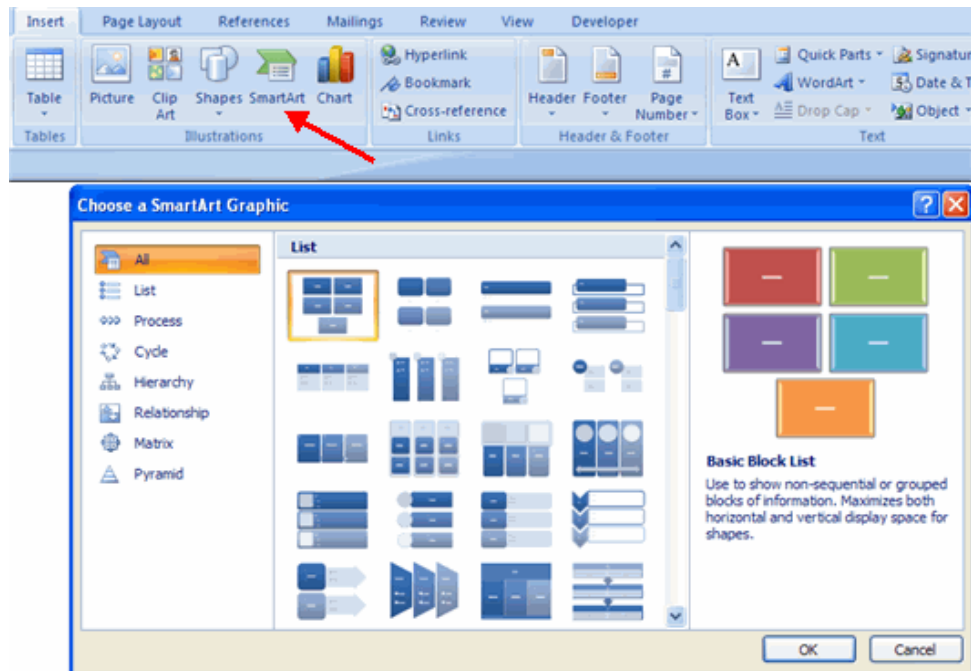 Insert Page Layout References Mailings Review View Developer
Table
Tables
Picture
Clip Art
Shapes
SmartArt
Chart
Illustrations
Hyperlink
Bookmark
Cross-reference
Links
Header
Footer
Page Number
Header & Footer
A
Text Box
Quick Parts
WordArt
Drop Cap
Signatur
Date & T
Object
Text
Choose a SmartArt Graphic
All
List
Process
Cycle
Hierarchy
Relationship
Matrix
Pyramid
List
Basic Block List
Use to show non-sequential or grouped
blocks of information. Maximizes both
horizontal and vertical display space for
shapes.
OK Cancel